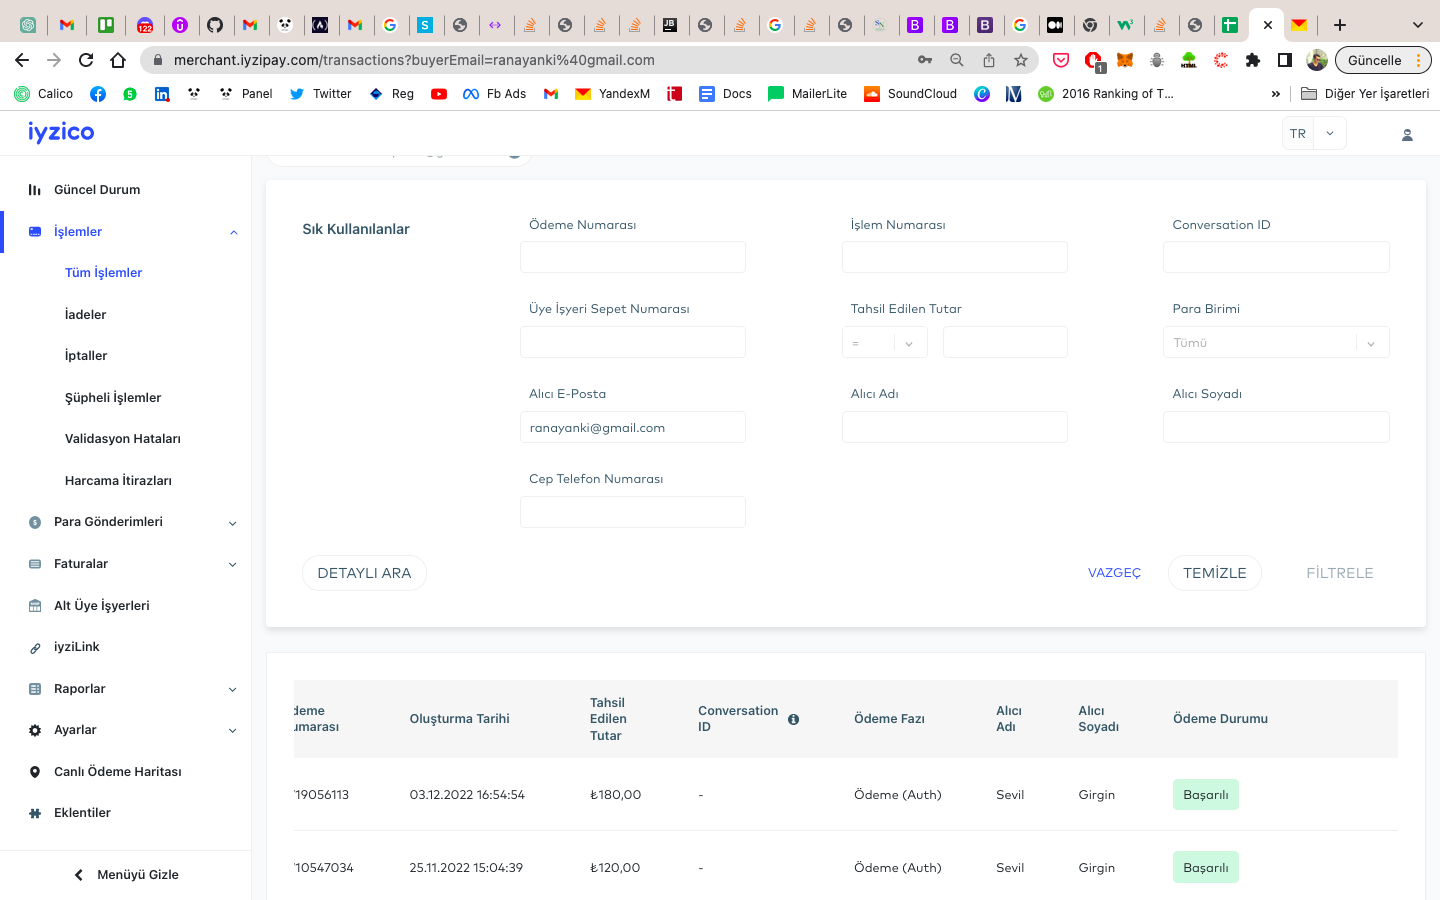 122
JB
S
B
B
B
W3
merchant.iyzipay.com/transactions?buyerEmail=ranayanki%40gmail.com
1
HTML
Güncelle
Calico
5
Panel
Twitter
Reg
Fb Ads
YandexM
Docs
MailerLite
SoundCloud
2016 Ranking of T...
»
Diğer Yer İşaretleri
iyzico
TR
Güncel Durum
İşlemler
Tüm İşlemler
İadeler
İptaller
Şüpheli İşlemler
Validasyon Hataları
Harcama İtirazları
Para Gönderimleri
Faturalar
Alt Üye İşyerleri
iyziLink
Raporlar
Ayarlar
Canlı Ödeme Haritası
Eklentiler
Menüyü Gizle
Sık Kullanılanlar
Ödeme Numarası
İşlem Numarası
Conversation ID
Üye İşyeri Sepet Numarası
Tahsil Edilen Tutar
Para Birimi
=
Tümü
Alıcı E-Posta
Alıcı Adı
Alıcı Soyadı
ranayanki@gmail.com
Cep Telefon Numarası
DETAYLI ARA
VAZGEÇ
TEMİZLE
FİLTRELE
deme
umarası
Oluşturma Tarihi
Tahsil
Edilen
Tutar
Conversation
ID
Ödeme Fazı
Alıcı
Adı
Alıcı
Soyadı
Ödeme Durumu
19056113
03.12.2022 16:54:54
₺180,00
-
Ödeme (Auth)
Sevil
Girgin
Başarılı
10547034
25.11.2022 15:04:39
₺120,00
-
Ödeme (Auth)
Sevil
Girgin
Başarılı